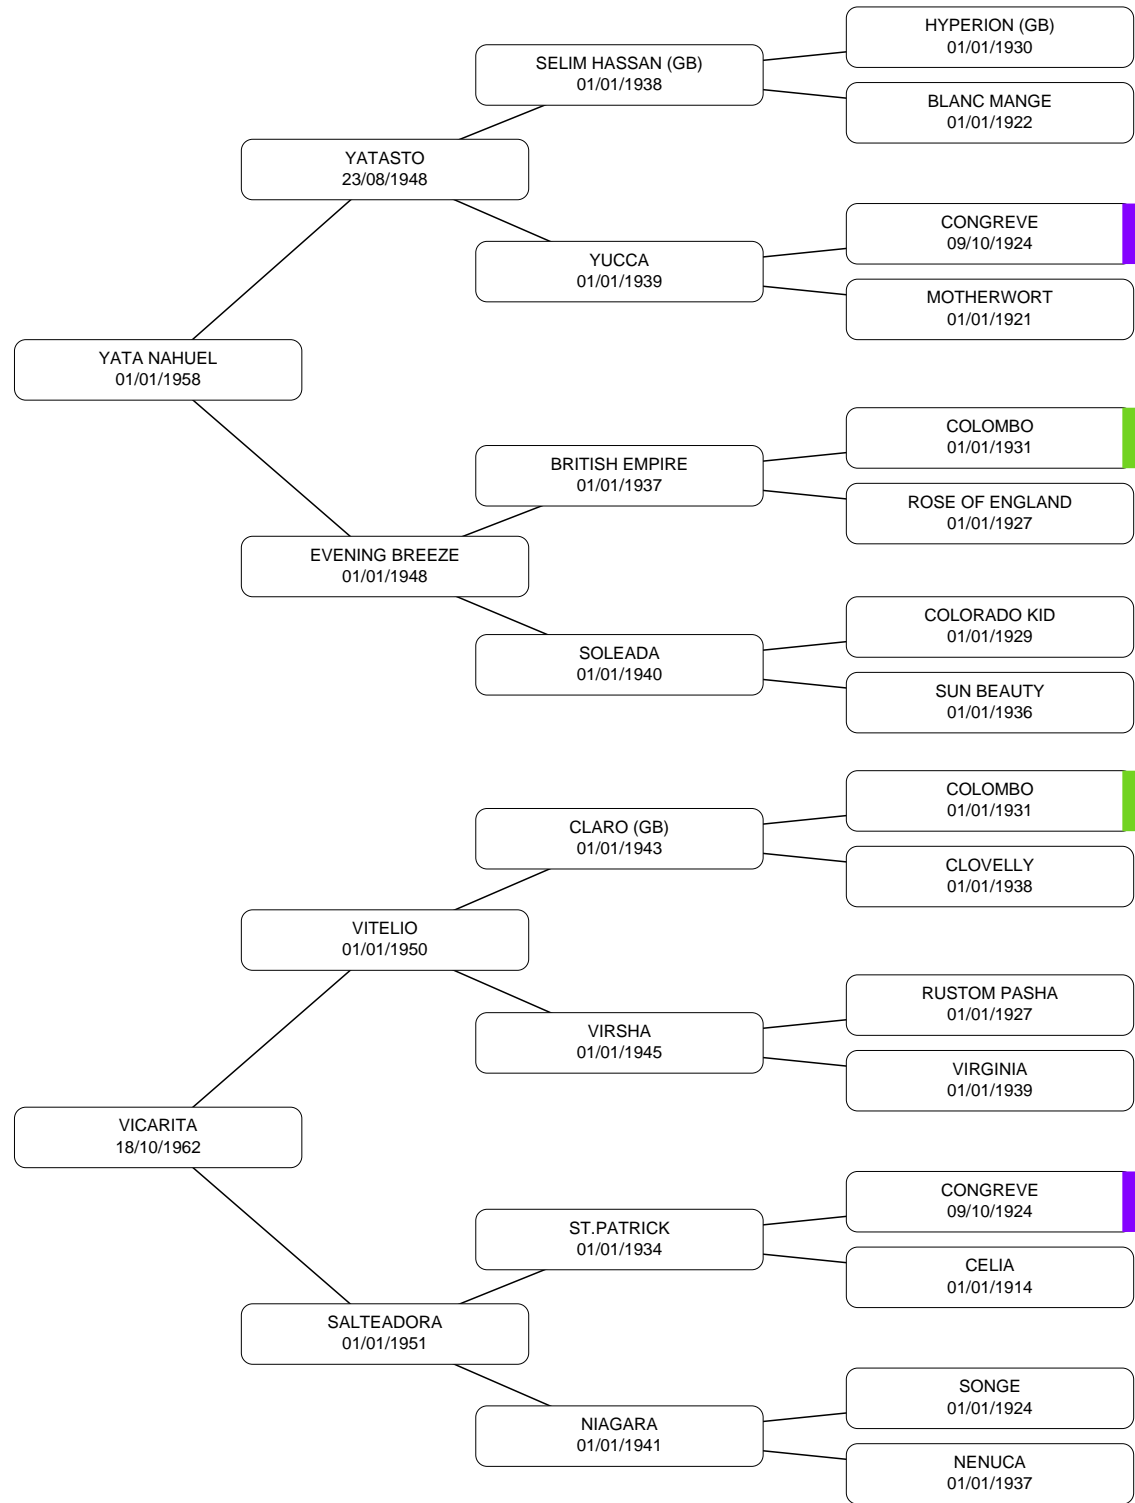 HYPERION (GB)
01/01/1930
SELIM HASSAN (GB)
01/01/1938
BLANC MANGE
01/01/1922
YATASTO
23/08/1948
CONGREVE
09/10/1924
YUCCA
01/01/1939
MOTHERWORT
01/01/1921
YATA NAHUEL
01/01/1958
COLOMBO
01/01/1931
BRITISH EMPIRE
01/01/1937
ROSE OF ENGLAND
01/01/1927
EVENING BREEZE
01/01/1948
COLORADO KID
01/01/1929
SOLEADA
01/01/1940
SUN BEAUTY
01/01/1936
COLOMBO
01/01/1931
CLARO (GB)
01/01/1943
CLOVELLY
01/01/1938
VITELIO
01/01/1950
RUSTOM PASHA
01/01/1927
VIRSHA
01/01/1945
VIRGINIA
01/01/1939
VICARITA
18/10/1962
CONGREVE
09/10/1924
ST.PATRICK
01/01/1934
CELIA
01/01/1914
SALTEADORA
01/01/1951
SONGE
01/01/1924
NIAGARA
01/01/1941
NENUCA
01/01/1937